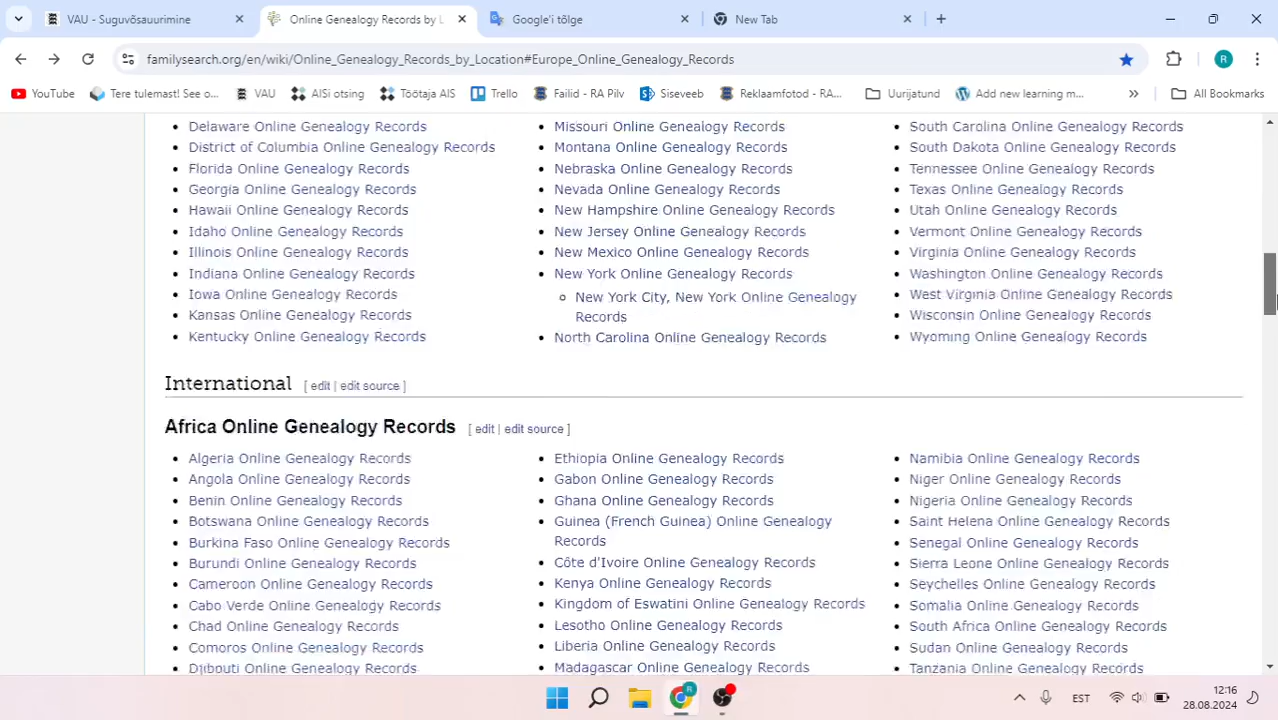 VAU - Suguvõsauurimine
Online Genealogy Records by L
Google'i tõlge
New Tab
familysearch.org/en/wiki/Online_Genealogy_Records_by_Location#Europe_Online_Genealogy_Records
R
YouTube
Tere tulemast! See o...
VAU
AISi otsing
Töötaja AIS
Trello
Failid - RA Pilv
Siseveeb
Reklaamfotod - RA...
Uurijatund
Add new learning m...
All Bookmarks
Delaware Online Genealogy Records
District of Columbia Online Genealogy Records
Florida Online Genealogy Records
Georgia Online Genealogy Records
Hawaii Online Genealogy Records
Idaho Online Genealogy Records
Illinois Online Genealogy Records
Indiana Online Genealogy Records
Iowa Online Genealogy Records
Kansas Online Genealogy Records
Kentucky Online Genealogy Records
Missouri Online Genealogy Records
Montana Online Genealogy Records
Nebraska Online Genealogy Records
Nevada Online Genealogy Records
New Hampshire Online Genealogy Records
New Jersey Online Genealogy Records
New Mexico Online Genealogy Records
New York Online Genealogy Records
New York City, New York Online Genealogy
Records
North Carolina Online Genealogy Records
South Carolina Online Genealogy Records
South Dakota Online Genealogy Records
Tennessee Online Genealogy Records
Texas Online Genealogy Records
Utah Online Genealogy Records
Vermont Online Genealogy Records
Virginia Online Genealogy Records
Washington Online Genealogy Records
West Virginia Online Genealogy Records
Wisconsin Online Genealogy Records
Wyoming Online Genealogy Records
International [ edit | edit source ]
Africa Online Genealogy Records [ edit | edit source ]
Algeria Online Genealogy Records
Angola Online Genealogy Records
Benin Online Genealogy Records
Botswana Online Genealogy Records
Burkina Faso Online Genealogy Records
Burundi Online Genealogy Records
Cameroon Online Genealogy Records
Cabo Verde Online Genealogy Records
Chad Online Genealogy Records
Comoros Online Genealogy Records
Djibouti Online Genealogy Records
Ethiopia Online Genealogy Records
Gabon Online Genealogy Records
Ghana Online Genealogy Records
Guinea (French Guinea) Online Genealogy
Records
Côte d'Ivoire Online Genealogy Records
Kenya Online Genealogy Records
Kingdom of Eswatini Online Genealogy Records
Lesotho Online Genealogy Records
Liberia Online Genealogy Records
Madagascar Online Genealogy Records
Namibia Online Genealogy Records
Niger Online Genealogy Records
Nigeria Online Genealogy Records
Saint Helena Online Genealogy Records
Senegal Online Genealogy Records
Sierra Leone Online Genealogy Records
Seychelles Online Genealogy Records
Somalia Online Genealogy Records
South Africa Online Genealogy Records
Sudan Online Genealogy Records
Tanzania Online Genealogy Records
R
EST
12:16
28.08.2024